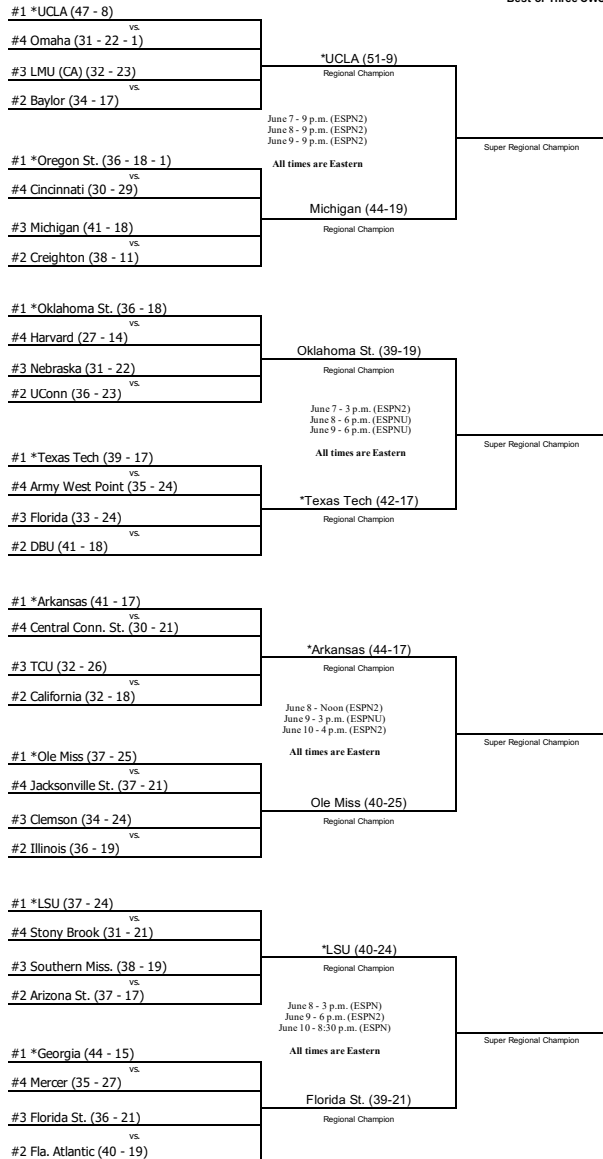 Best of Three
#1 *UCLA (47 - 8)
vs.
#4 Omaha (31 - 22 - 1)
#3 LMU (CA) (32 - 23)
vs.
#2 Baylor (34 - 17)
*UCLA (51-9)
Regional Champion
June 7 - 9 p.m. (ESPN2)
June 8 - 9 p.m. (ESPN2)
June 9 - 9 p.m. (ESPN2)
All times are Eastern
Super Regional Champion
#1 *Oregon St. (36 - 18 - 1)
vs.
#4 Cincinnati (30 - 29)
#3 Michigan (41 - 18)
vs.
#2 Creighton (38 - 11)
Michigan (44-19)
Regional Champion
#1 *Oklahoma St. (36 - 18)
vs.
#4 Harvard (27 - 14)
#3 Nebraska (31 - 22)
vs.
#2 UConn (36 - 23)
Oklahoma St. (39-19)
Regional Champion
June 7 - 3 p.m. (ESPN2)
June 8 - 6 p.m. (ESPNU)
June 9 - 6 p.m. (ESPNU)
All times are Eastern
Super Regional Champion
#1 *Texas Tech (39 - 17)
vs.
#4 Army West Point (35 - 24)
#3 Florida (33 - 24)
vs.
#2 DBU (41 - 18)
*Texas Tech (42-17)
Regional Champion
#1 *Arkansas (41 - 17)
vs.
#4 Central Conn. St. (30 - 21)
#3 TCU (32 - 26)
vs.
#2 California (32 - 18)
*Arkansas (44-17)
Regional Champion
June 8 - Noon (ESPN2)
June 9 - 3 p.m. (ESPNU)
June 10 - 4 p.m. (ESPN2)
All times are Eastern
Super Regional Champion
#1 *Ole Miss (37 - 25)
vs.
#4 Jacksonville St. (37 - 21)
#3 Clemson (34 - 24)
vs.
#2 Illinois (36 - 19)
Ole Miss (40-25)
Regional Champion
#1 *LSU (37 - 24)
vs.
#4 Stony Brook (31 - 21)
#3 Southern Miss. (38 - 19)
vs.
#2 Arizona St. (37 - 17)
*LSU (40-24)
Regional Champion
June 8 - 3 p.m. (ESPN)
June 9 - 6 p.m. (ESPN2)
June 10 - 8:30 p.m. (ESPN)
All times are Eastern
Super Regional Champion
#1 *Georgia (44 - 15)
vs.
#4 Mercer (35 - 27)
#3 Florida St. (36 - 21)
vs.
#2 Fla. Atlantic (40 - 19)
Florida St. (39-21)
Regional Champion